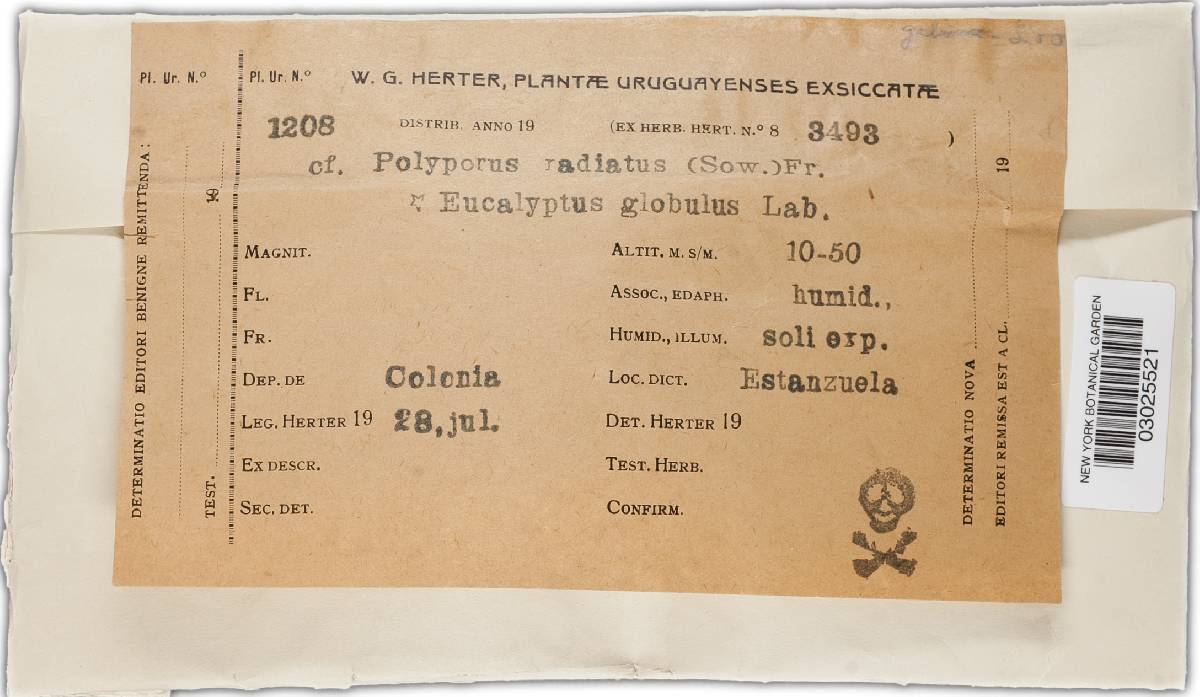 Pl. Ur. N.º
DETERMINATIO EDITORI BENIGNE REMITTENDA:
19
TEST.
Pl. Ur. N.º W. G. HERTER, PLANTÆ URUGUAYENSES EXSICCATÆ
1208 DISTRIB. ANNO 19 (EX HERB. HERT. N.º 8 3493 )
cf. Polyporus radiatus (Sow.)Fr.
Eucalyptus globulus Lab.
MAGNIT. ALTIT. M. S/M. 10-50
FL. ASSOC., EDAPH. humid.,
FR. HUMID., ILLUM. soli exp.
DEP. DE Colonia LOC. DICT. Estanzuela
LEG. HERTER 19 28,jul. DET. HERTER 19
EX DESCR. TEST. HERB.
SEC. DET. CONFIRM.
DETERMINATIO NOVA
EDITORI REMISSA EST A CL. 19
NEW YORK BOTANICAL GARDEN
03025521